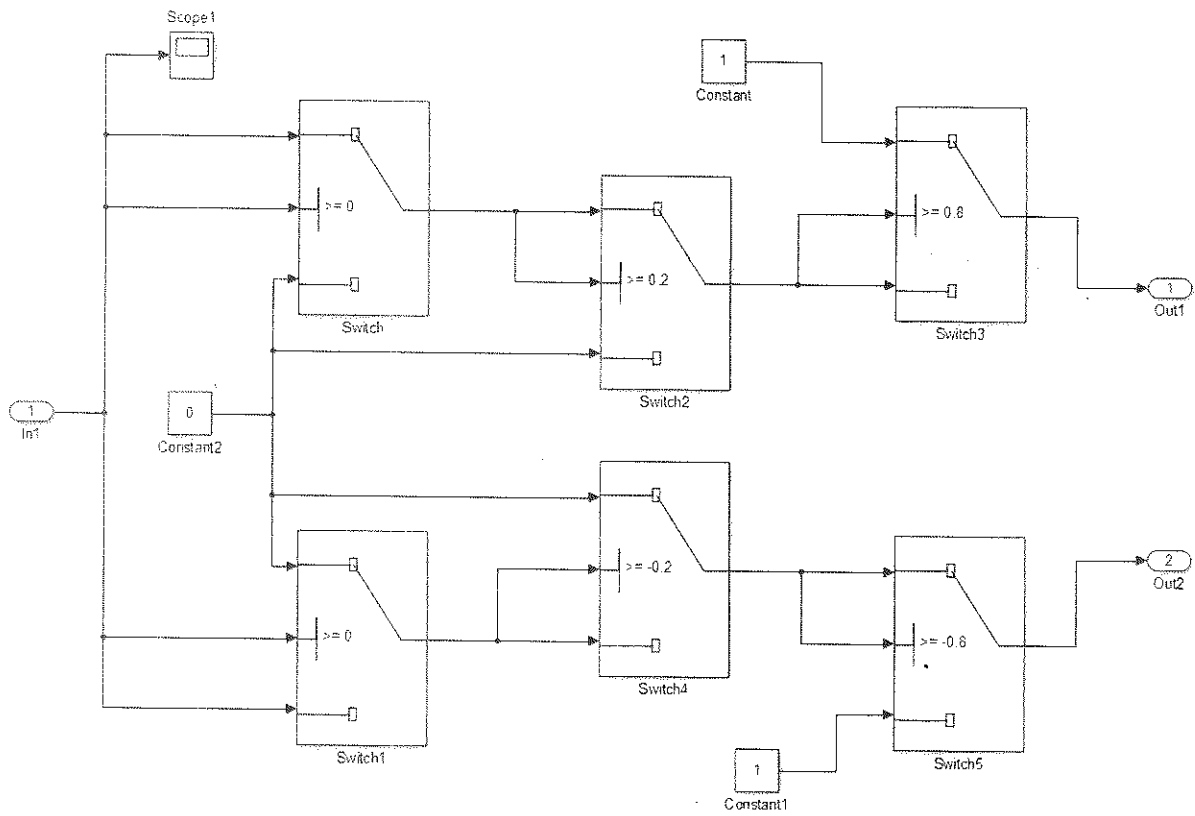 Scope1
1
Constant
>= 0
Switch
>= 0.2
Switch2
>= 0.8
Switch3
1
Out1
1
In1
0
Constant2
>= 0
Switch1
>= -0.2
Switch4
>= -0.8
Switch5
2
Out2
1
Constant1